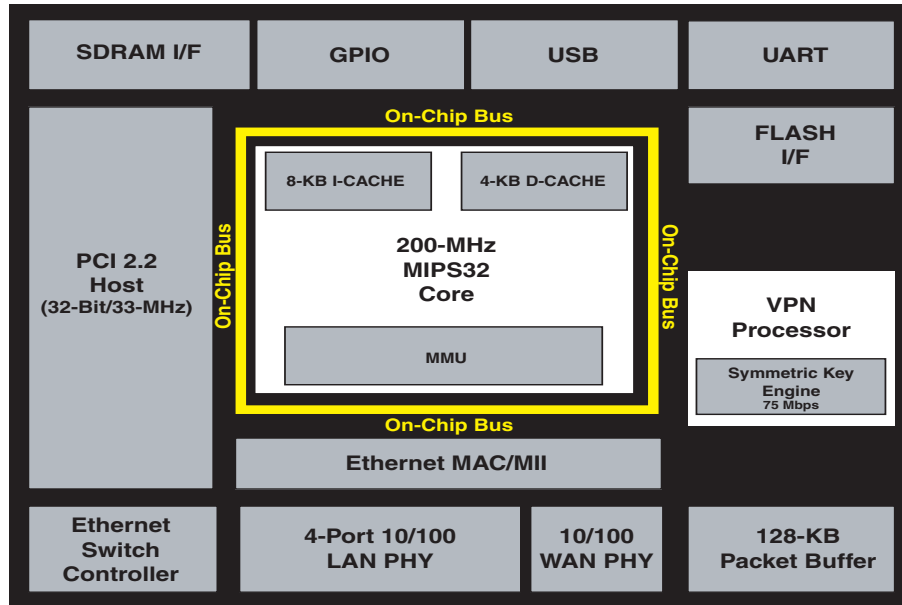 SDRAM I/F
GPIO
USB
UART
On-Chip Bus
FLASH
I/F
8-KB I-CACHE
4-KB D-CACHE
200-MHz
MIPS32
Core
MMU
PCI 2.2
Host
(32-Bit/33-MHz)
On-Chip Bus
On-Chip Bus
VPN
Processor
Symmetric Key
Engine
75 Mbps
On-Chip Bus
Ethernet MAC/MII
Ethernet
Switch
Controller
4-Port 10/100
LAN PHY
10/100
WAN PHY
128-KB
Packet Buffer